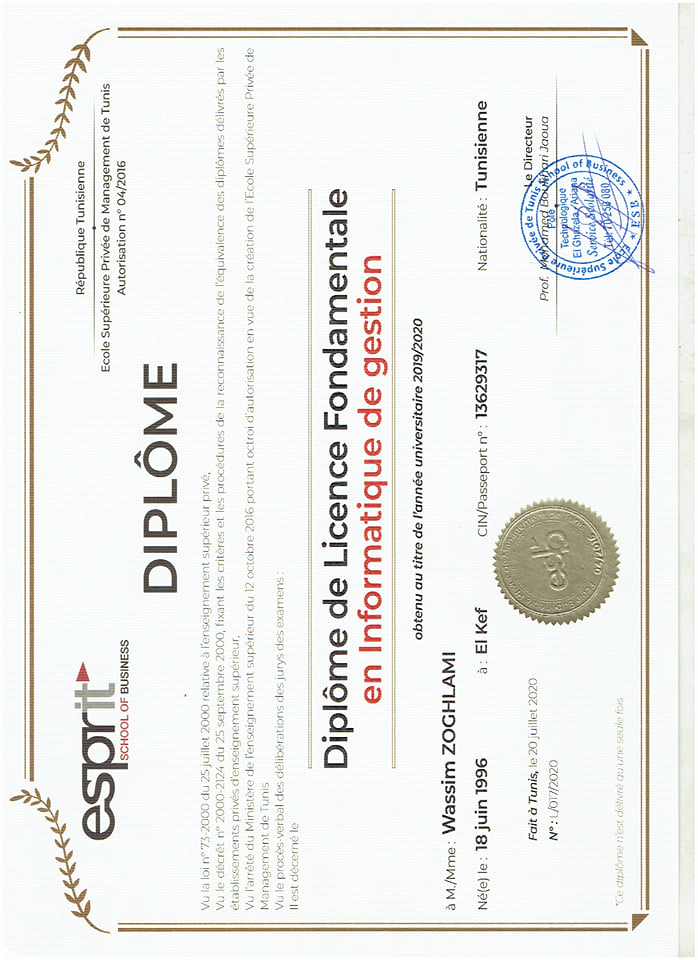 esprit
SCHOOL OF BUSINESS
République Tunisienne
Ecole Supérieure Privée de Management de Tunis
Autorisation n° 04/2016
DIPLÔME
Vu la loi n° 73-2000 du 25 juillet 2000 relative à l'enseignement supérieur privé,
Vu le décrêt n° 2000-2124 du 25 septembre 2000, fixant les critères et les procédures de la reconnaissance de l'équivalence des diplômes délivrés par les
établissements privés d'enseignement supérieur,
Vu l'arrêté du Ministère de l'enseignement supérieur du 12 octobre 2016 portant octroi d'autorisation en vue de la création de l'Ecole Supérieure Privée de
Management de Tunis
Vu le procès-verbal des délibérations des jurys des examens :
Il est décerné le
Diplôme de Licence Fondamentale
en Informatique de gestion
obtenu au titre de l'année universitaire 2019/2020
à M./Mme : Wassim ZOGHLAMI
Né(e) le : 18 juin 1996 à : El Kef CIN/Passeport n° : 13629317 Nationalité : Tunisienne
Fait à Tunis, le 20 juillet 2020
N° : L/017/2020
esb
04/2016
Le Directeur
Prof. Mohamed Boukhari Jaoua
Ecole Supérieure Privée de Tunis School of Business
Pôle
Technologique
El Ghazela, Ariana
Service Scolarité
Tél: 70 250 080
★ ESB ★
*Ce diplôme n'est délivré qu'une seule fois